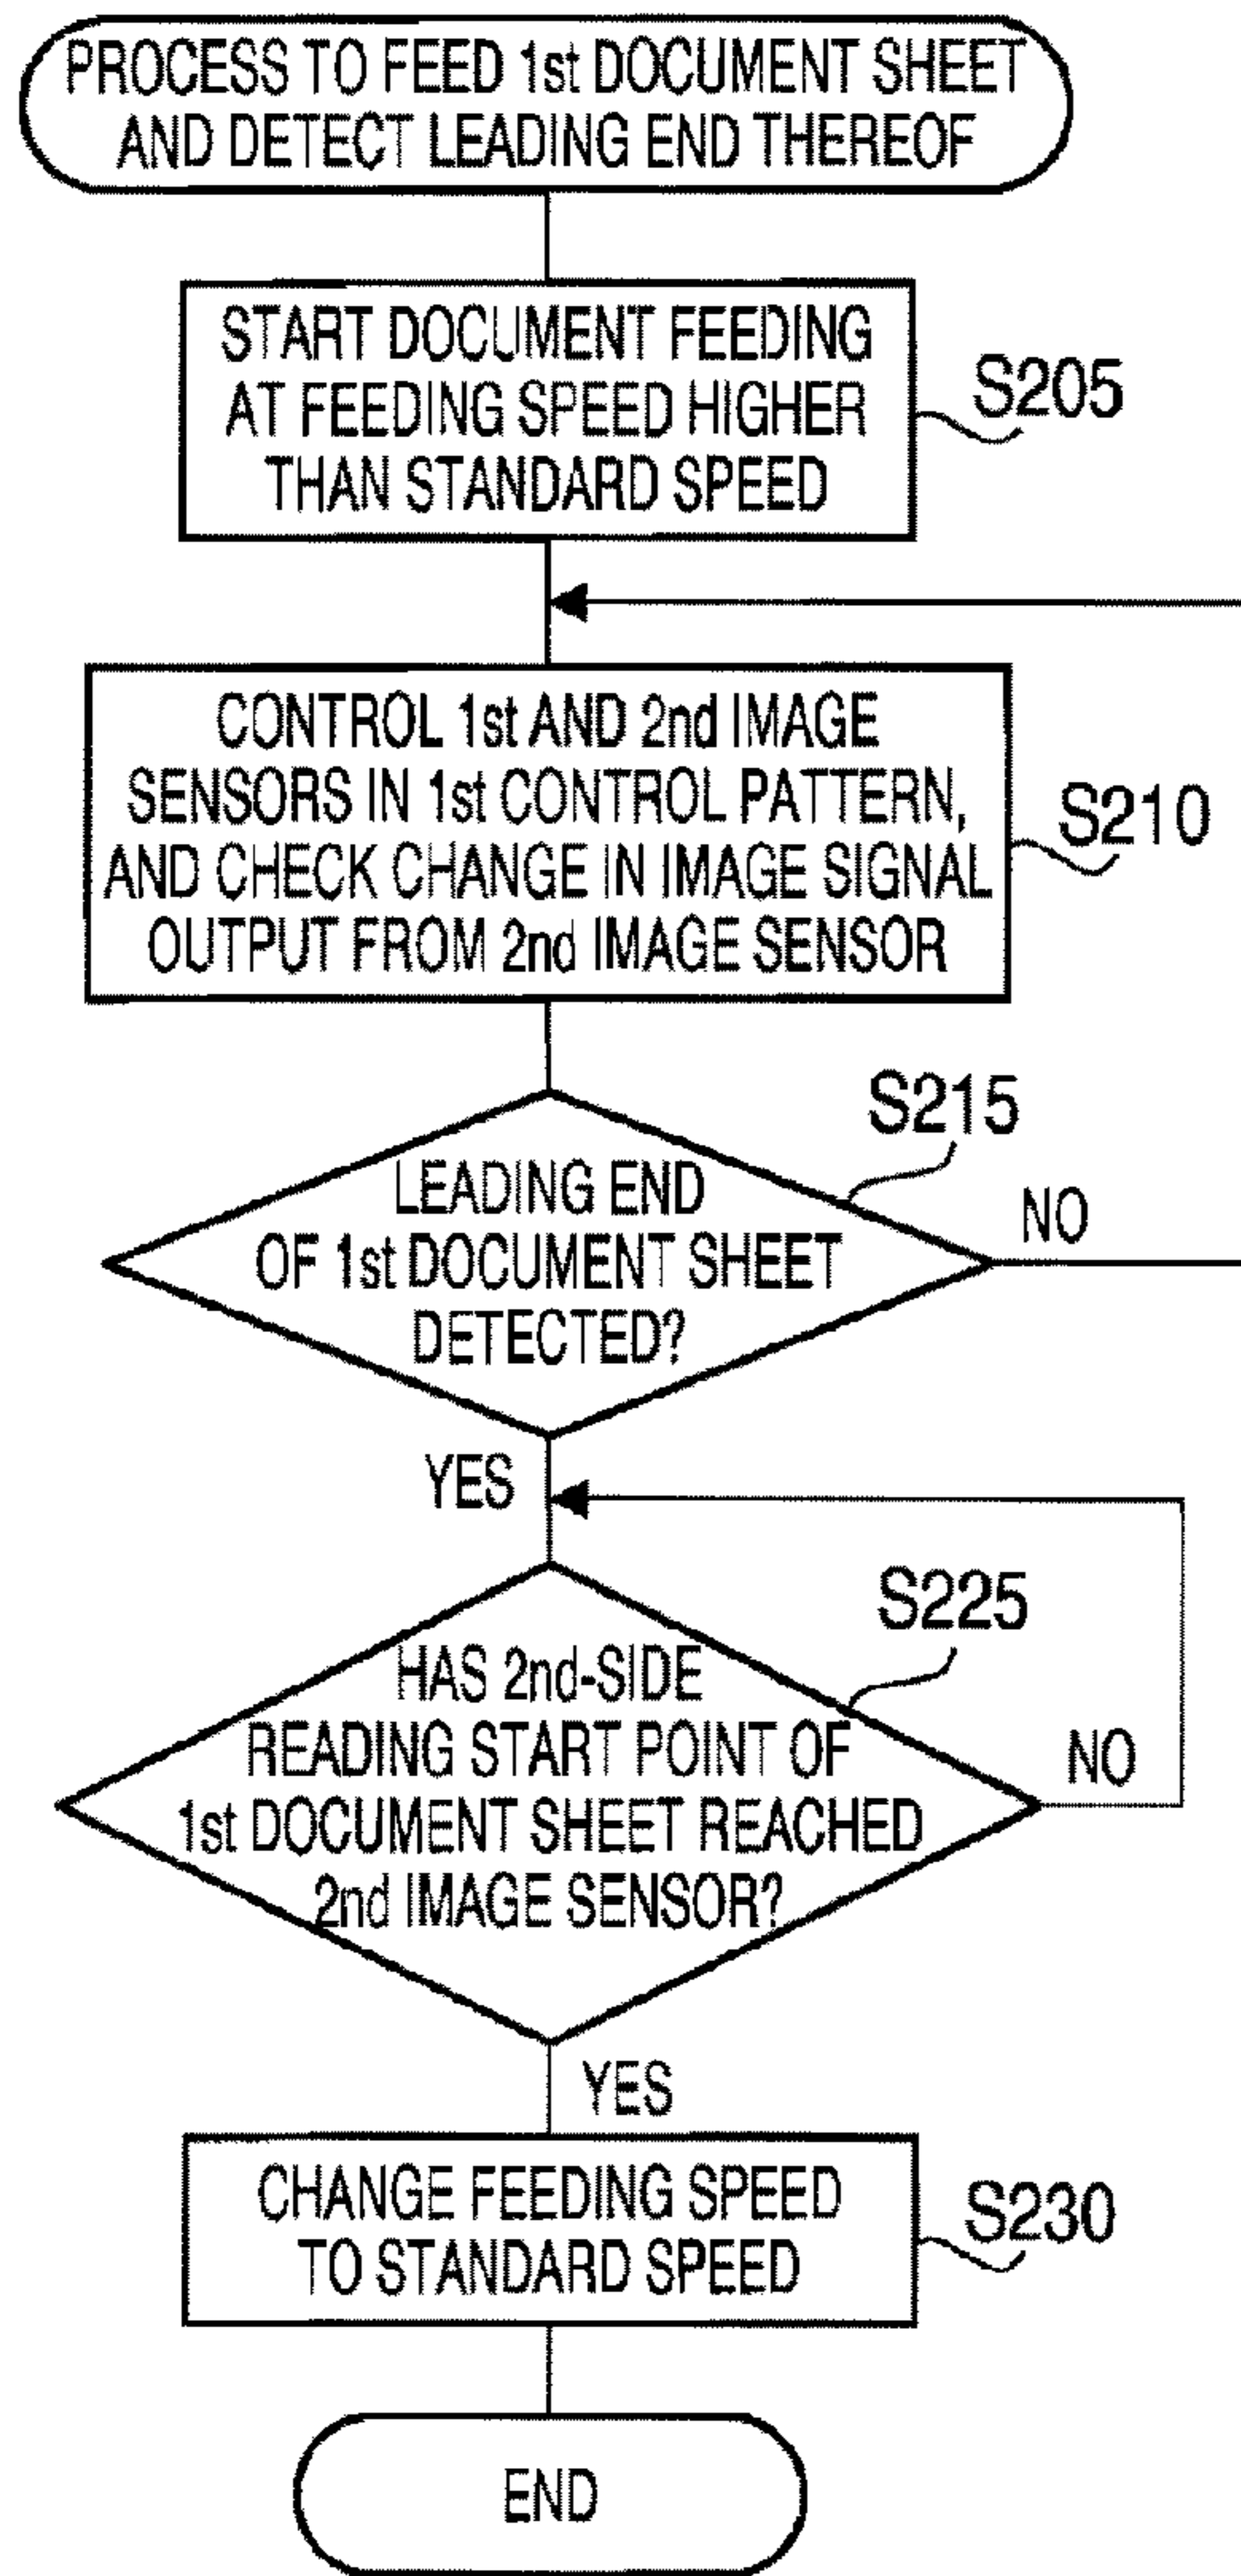 PROCESS TO FEED 1st DOCUMENT SHEET
AND DETECT LEADING END THEREOF
START DOCUMENT FEEDING
AT FEEDING SPEED HIGHER
THAN STANDARD SPEED
S205
CONTROL 1st AND 2nd IMAGE
SENSORS IN 1st CONTROL PATTERN,
AND CHECK CHANGE IN IMAGE SIGNAL
OUTPUT FROM 2nd IMAGE SENSOR
S210
S215
LEADING END
OF 1st DOCUMENT SHEET
DETECTED?
NO
YES
S225
HAS 2nd-SIDE
READING START POINT OF
1st DOCUMENT SHEET REACHED
2nd IMAGE SENSOR?
NO
YES
CHANGE FEEDING SPEED
TO STANDARD SPEED
S230
END